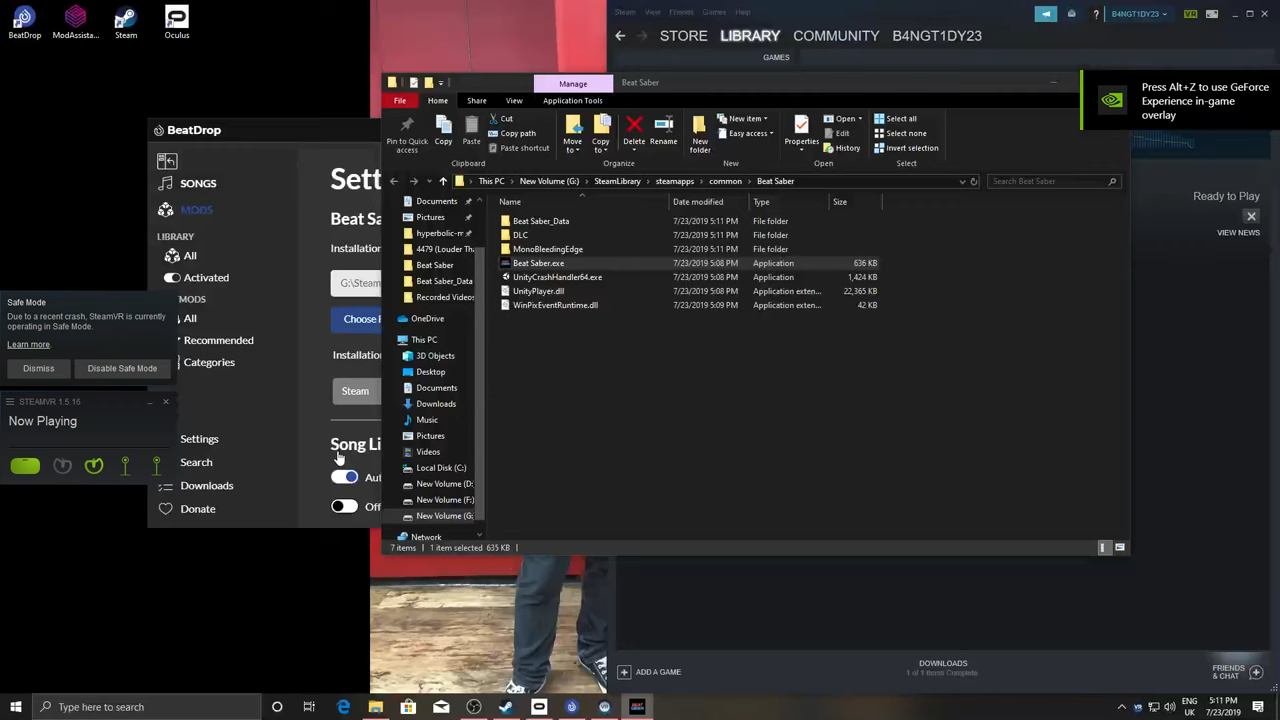 BeatDrop
ModAssista...
Steam
Oculus
Steam View Friends Games Help
B4NGT1DY23
VR
STORE LIBRARY COMMUNITY B4NGT1DY23
GAMES
Manage
Beat Saber
File Home Share View Application Tools
Press Alt+Z to use GeForce
Experience in-game
overlay
Pin to Quick
access
Copy
Paste
Cut
Copy path
Paste shortcut
Clipboard
Move
to
Copy
to
Delete
Rename
Organize
New
folder
New item
Easy access
New
Properties
Open
Edit
History
Open
Select all
Select none
Invert selection
Select
This PC New Volume (G:) SteamLibrary steamapps common Beat Saber
Search Beat Saber
Name Date modified Type Size
Beat Saber_Data 7/23/2019 5:11 PM File folder
DLC 7/23/2019 5:11 PM File folder
MonoBleedingEdge 7/23/2019 5:11 PM File folder
Beat Saber.exe 7/23/2019 5:08 PM Application 636 KB
UnityCrashHandler64.exe 7/23/2019 5:08 PM Application 1,424 KB
UnityPlayer.dll 7/23/2019 5:08 PM Application exten... 22,365 KB
WinPixEventRuntime.dll 7/23/2019 5:09 PM Application exten... 42 KB
Documents
Pictures
hyperbolic-m
4479 (Louder Tha
Beat Saber
Beat Saber_Data
Recorded Videos
OneDrive
This PC
3D Objects
Desktop
Documents
Downloads
Music
Pictures
Videos
Local Disk (C:)
New Volume (D:
New Volume (F:)
New Volume (G:
Network
7 items 1 item selected 635 KB
Ready to Play
VIEW NEWS
BeatDrop
SONGS
MODS
LIBRARY
All
Activated
MODS
All
Recommended
Categories
Settings
Search
Downloads
Donate
Sett
Beat Sa
Installation
G:\Steam
Choose F
Installatio
Steam
Song Li
Aut
Off
Safe Mode
Due to a recent crash, SteamVR is currently
operating in Safe Mode.
Learn more.
Dismiss
Disable Safe Mode
STEAMVR 1.5.16
Now Playing
ADD A GAME
DOWNLOADS
1 of 1 Items Complete
FRIENDS
& CHAT
Type here to search
ENG
UK
5:11 PM
7/23/2019